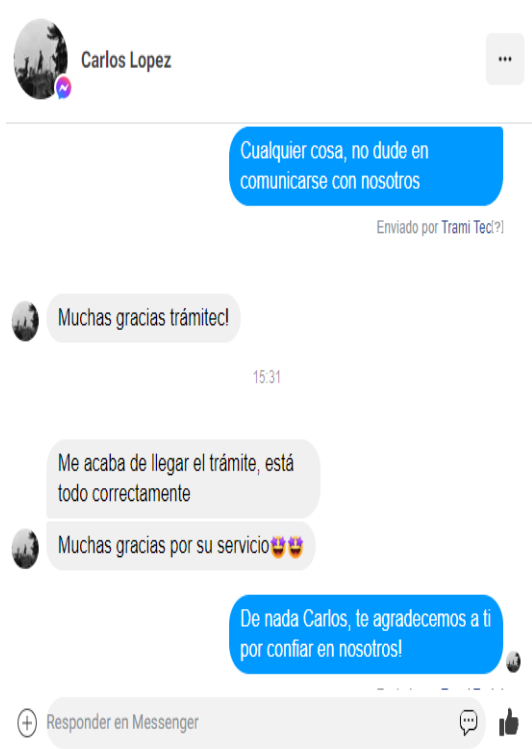 Carlos Lopez
Cualquier cosa, no dude en
comunicarse con nosotros
Enviado por Trami Tec[?]
Muchas gracias trámitec!
15:31
Me acaba de llegar el trámite, está
todo correctamente
Muchas gracias por su servicio🤩🤩
De nada Carlos, te agradecemos a ti
por confiar en nosotros!
Responder en Messenger